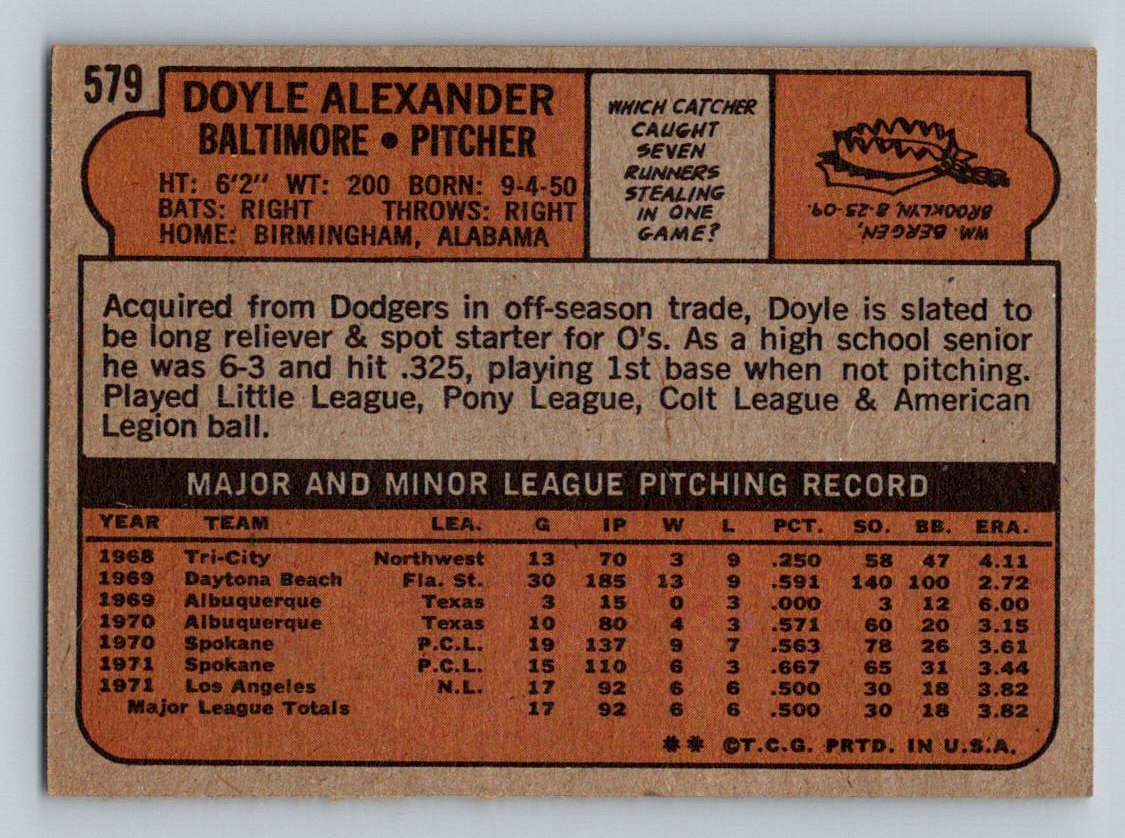 579
DOYLE ALEXANDER
BALTIMORE • PITCHER
HT: 6'2" WT: 200 BORN: 9-4-50
BATS: RIGHT THROWS: RIGHT
HOME: BIRMINGHAM, ALABAMA
WHICH CATCHER
CAUGHT
SEVEN
RUNNERS
STEALING
IN ONE
GAME?
WM. BERGEN,
BROOKLYN, 8-25-09.
Acquired from Dodgers in off-season trade, Doyle is slated to
be long reliever & spot starter for O's. As a high school senior
he was 6-3 and hit .325, playing 1st base when not pitching.
Played Little League, Pony League, Colt League & American
Legion ball.
MAJOR AND MINOR LEAGUE PITCHING RECORD
YEAR TEAM LEA. G IP W L PCT. SO. BB. ERA.
1968 Tri-City Northwest 13 70 3 9 .250 58 47 4.11
1969 Daytona Beach Fla. St. 30 185 13 9 .591 140 100 2.72
1969 Albuquerque Texas 3 15 0 3 .000 3 12 6.00
1970 Albuquerque Texas 10 80 4 3 .571 60 20 3.15
1970 Spokane P.C.L. 19 137 9 7 .563 78 26 3.61
1971 Spokane P.C.L. 15 110 6 3 .667 65 31 3.44
1971 Los Angeles N.L. 17 92 6 6 .500 30 18 3.82
Major League Totals 17 92 6 6 .500 30 18 3.82
** ©T.C.G. PRTD. IN U.S.A.